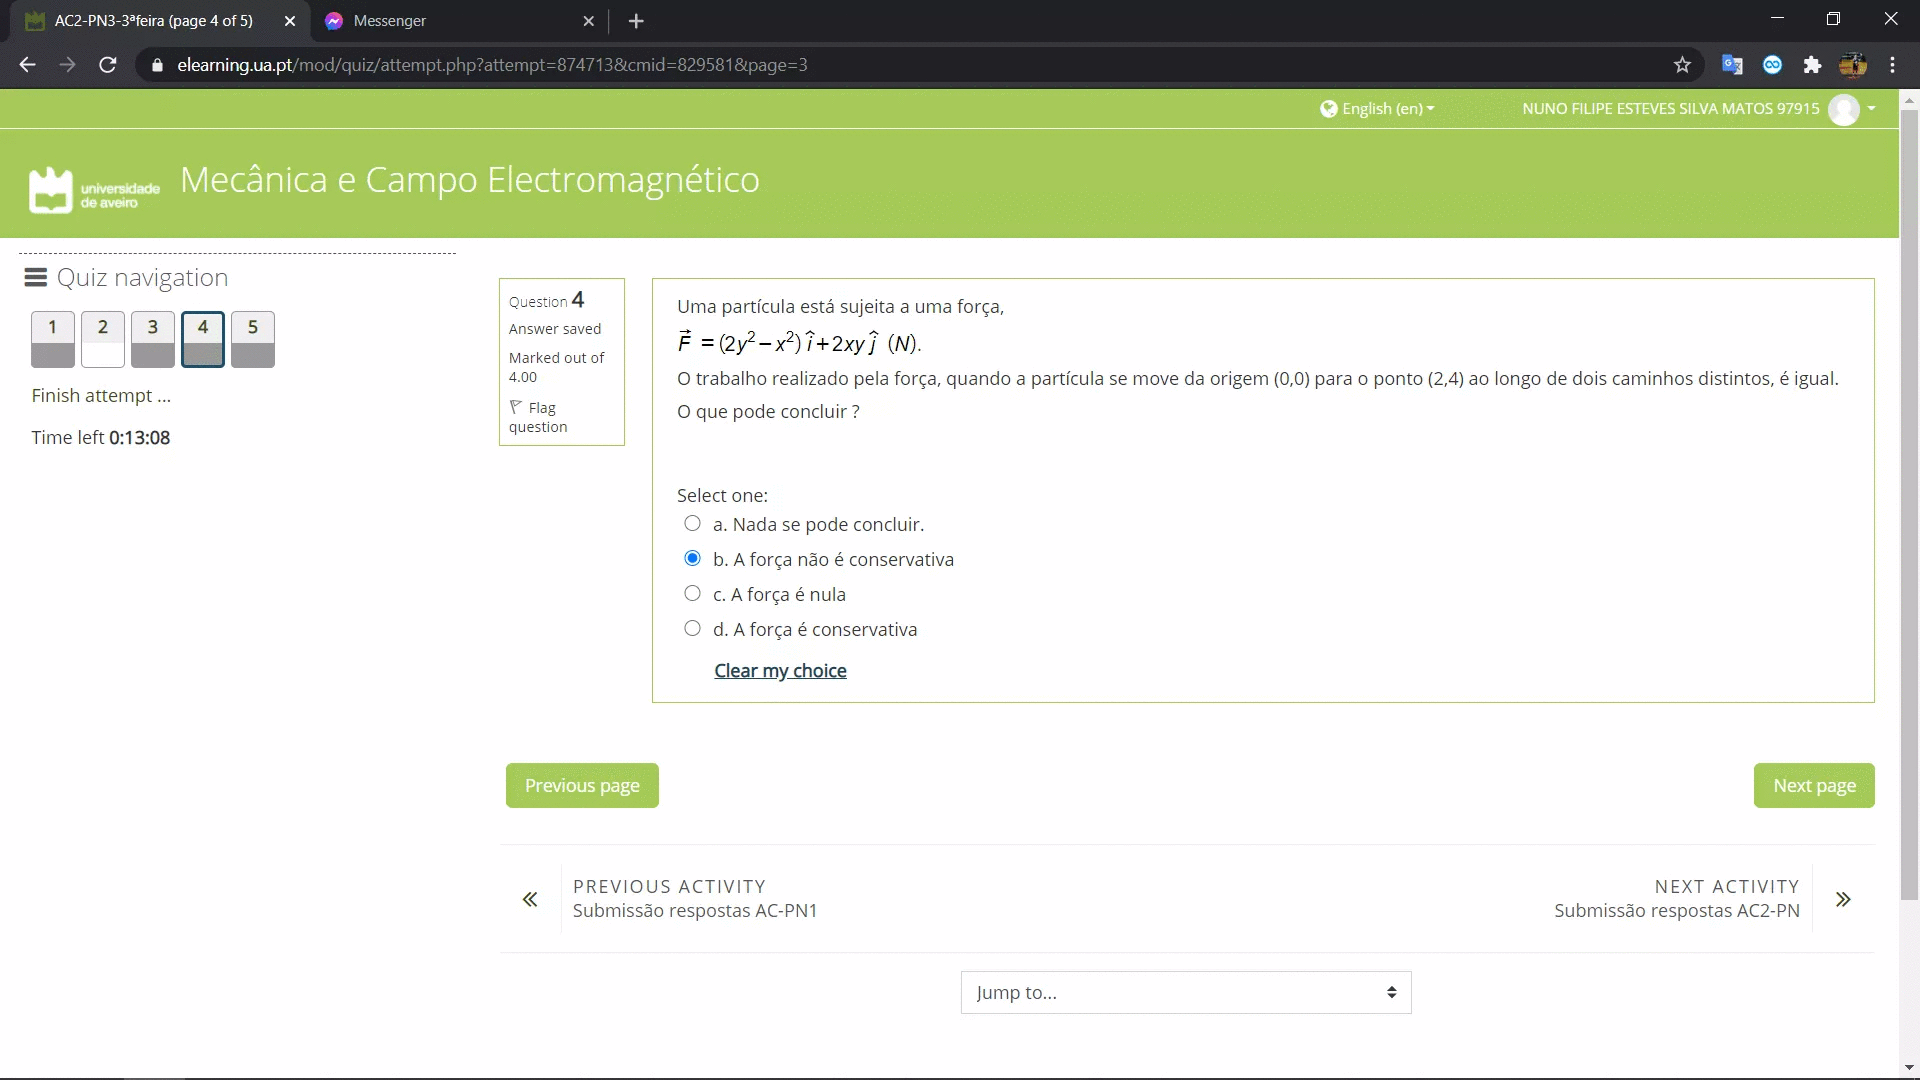 AC2-PN3-3ªfeira (page 4 of 5)
Messenger
elearning.ua.pt/mod/quiz/attempt.php?attempt=874713&cmid=829581&page=3
English (en)
NUNO FILIPE ESTEVES SILVA MATOS 97915
universidade
de aveiro
Mecânica e Campo Electromagnético
Quiz navigation
1 2 3 4 5
Finish attempt ...
Time left 0:13:08
Question 4
Answer saved
Marked out of
4.00
Flag
question
Uma partícula está sujeita a uma força,
F⃗ = (2y² – x²) î + 2xy ĵ (N).
O trabalho realizado pela força, quando a partícula se move da origem (0,0) para o ponto (2,4) ao longo de dois caminhos distintos, é igual.
O que pode concluir ?
Select one:
a. Nada se pode concluir.
b. A força não é conservativa
c. A força é nula
d. A força é conservativa
Clear my choice
Previous page
Next page
PREVIOUS ACTIVITY
Submissão respostas AC-PN1
NEXT ACTIVITY
Submissão respostas AC2-PN
Jump to...